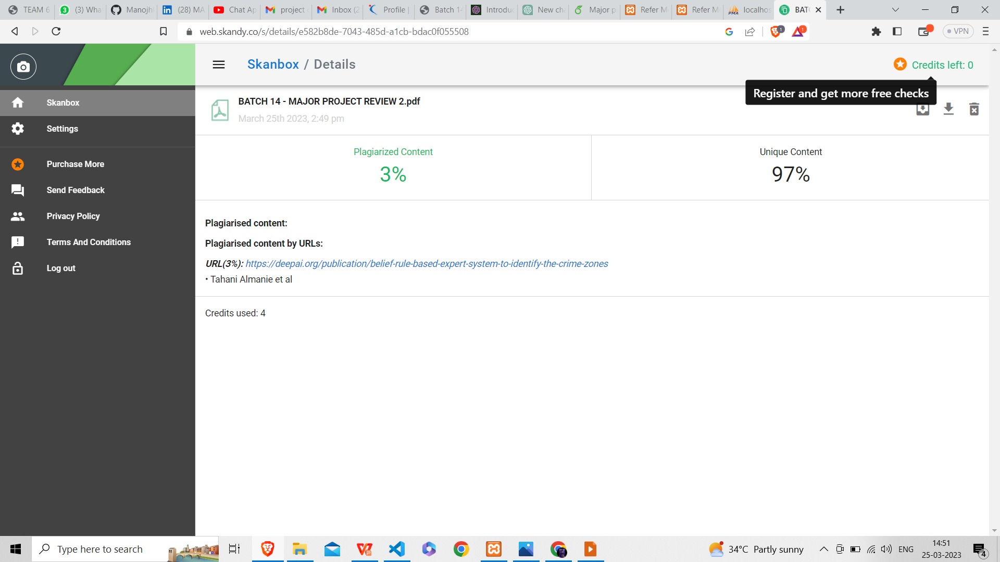 TEAM 6
(3) Wha
Manojh
(28) MA
Chat Ap
project
Inbox (2
Profile |
Batch 14
Introduc
New cha
Major p
Refer M
Refer M
localhos
BATC
web.skandy.co/s/details/e582b8de-7043-485d-a1cb-bdac0f055508
VPN
Skanbox / Details
Credits left: 0
Register and get more free checks
Skanbox
Settings
Purchase More
Send Feedback
Privacy Policy
Terms And Conditions
Log out
BATCH 14 - MAJOR PROJECT REVIEW 2.pdf
March 25th 2023, 2:49 pm
Plagiarized Content
3%
Unique Content
97%
Plagiarised content:
Plagiarised content by URLs:
URL(3%): https://deepai.org/publication/belief-rule-based-expert-system-to-identify-the-crime-zones
• Tahani Almanie et al
Credits used: 4
Type here to search
34°C Partly sunny
ENG
14:51
25-03-2023
4